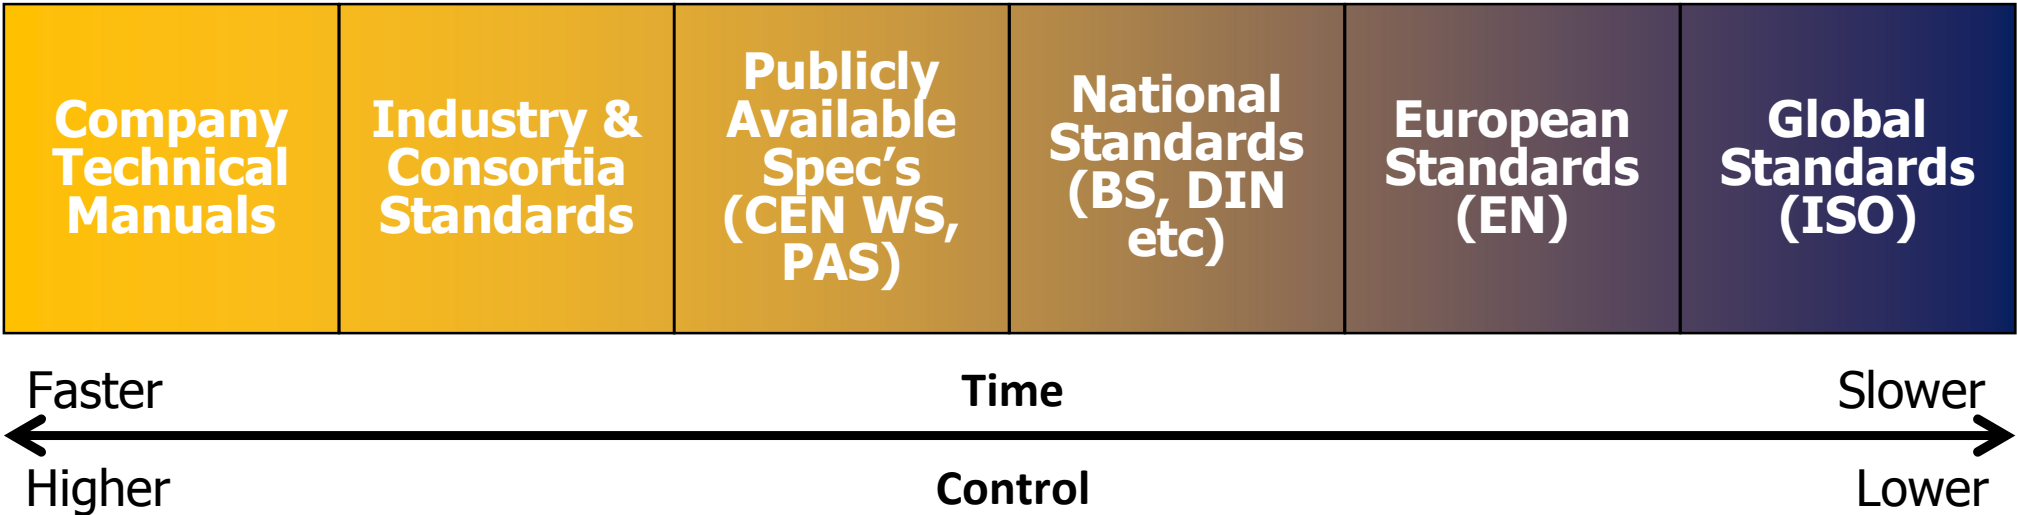 Company
Technical
Manuals
Industry &
Consortia
Standards
Publicly
Available
Spec’s
(CEN WS,
PAS)
National
Standards
(BS, DIN
etc)
European
Standards
(EN)
Global
Standards
(ISO)
Faster Time Slower
Higher Control Lower